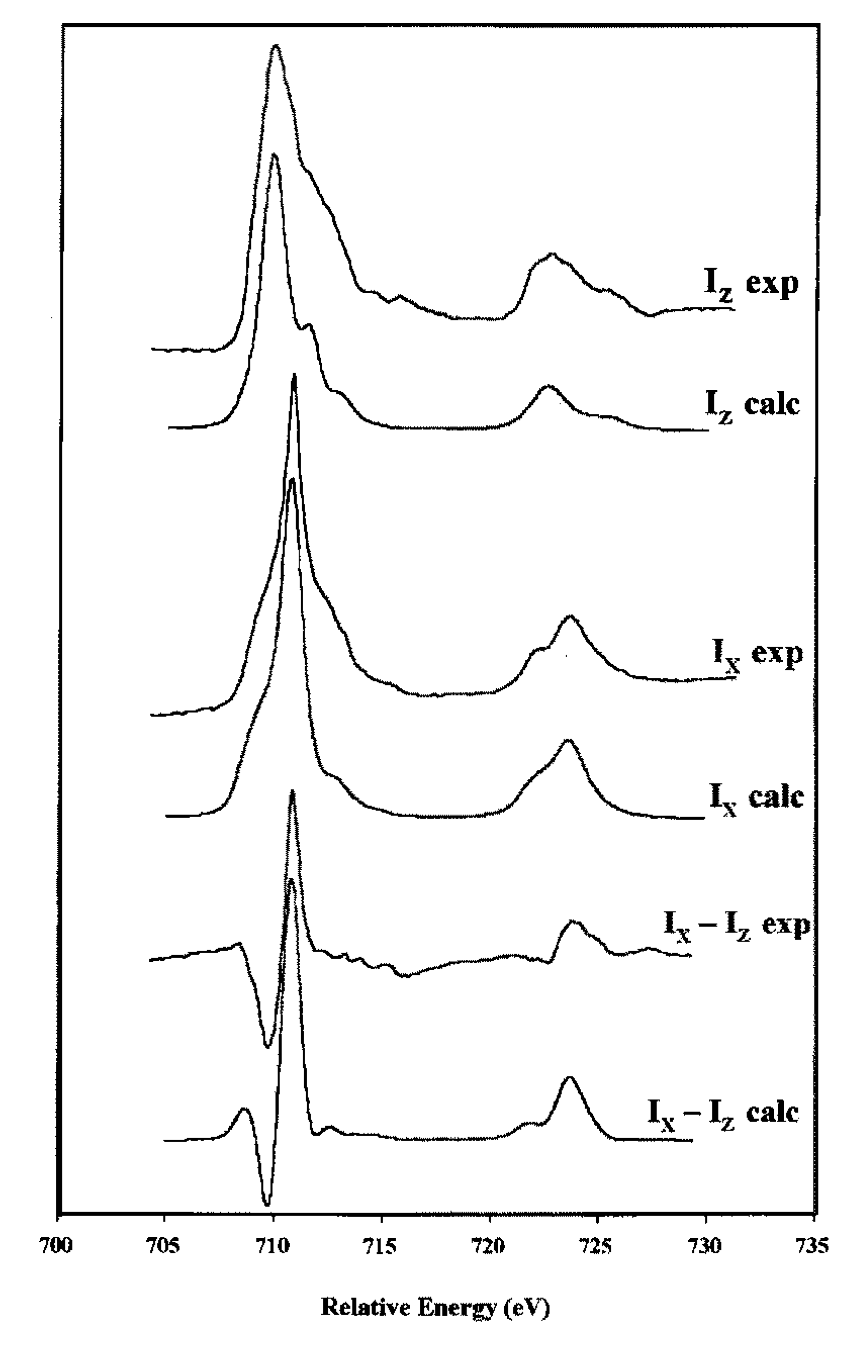 I_z exp
I_z calc
I_x exp
I_x calc
I_x – I_z exp
I_x – I_z calc
700 705 710 715 720 725 730 735
Relative Energy (eV)